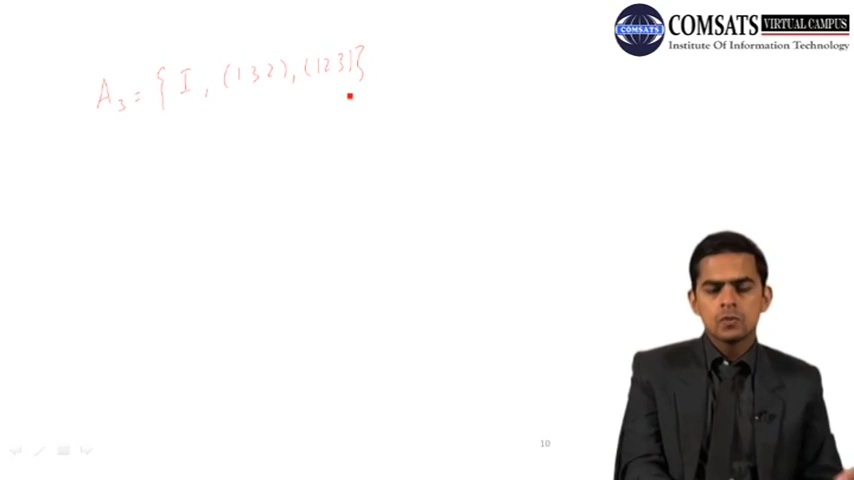 COMSATS VIRTUAL CAMPUS
Institute Of Information Technology
COMSATS
A₃ = { I, (1 3 2), (1 2 3) }
10